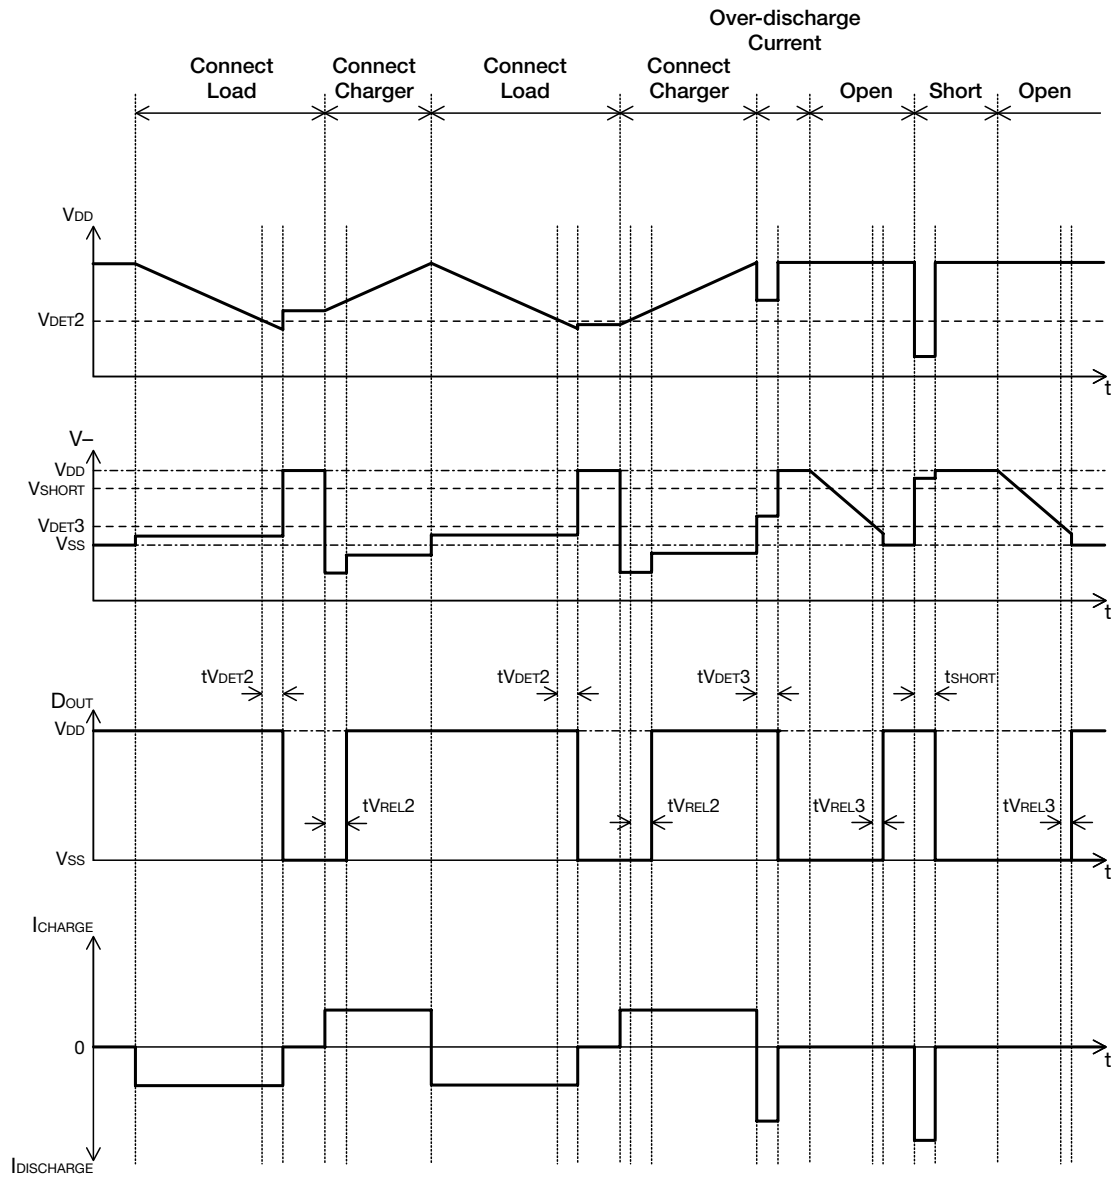 Over-discharge
Current
Connect
Load
Connect
Charger
Connect
Load
Connect
Charger
Open
Short
Open
VDD
VDET2
t
V–
VDD
VSHORT
VDET3
VSS
t
tVDET2
tVDET2
tVDET3
tSHORT
DOUT
VDD
tVREL2
tVREL2
tVREL3
tVREL3
VSS
t
ICHARGE
0
t
IDISCHARGE